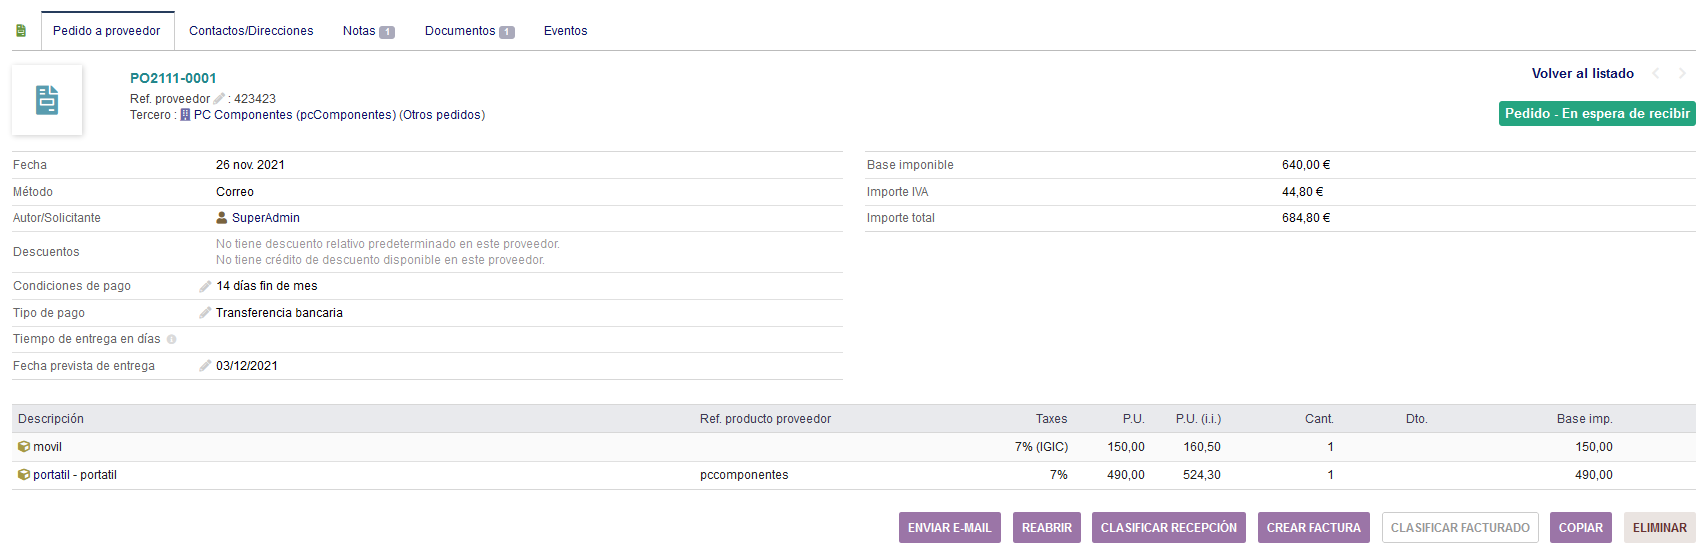 Pedido a proveedor Contactos/Direcciones Notas 1 Documentos 1 Eventos
PO2111-0001
Volver al listado
Ref. proveedor : 423423
Tercero : PC Componentes (pcComponentes) (Otros pedidos)
Pedido - En espera de recibir
Fecha 26 nov. 2021
Método Correo
Autor/Solicitante SuperAdmin
Descuentos No tiene descuento relativo predeterminado en este proveedor.
No tiene crédito de descuento disponible en este proveedor.
Condiciones de pago 14 días fin de mes
Tipo de pago Transferencia bancaria
Tiempo de entrega en días
Fecha prevista de entrega 03/12/2021
Base imponible 640,00 €
Importe IVA 44,80 €
Importe total 684,80 €
Descripción Ref. producto proveedor Taxes P.U. P.U. (i.i.) Cant. Dto. Base imp.
movil 7% (IGIC) 150,00 160,50 1 150,00
portatil - portatil pccomponentes 7% 490,00 524,30 1 490,00
ENVIAR E-MAIL REABRIR CLASIFICAR RECEPCIÓN CREAR FACTURA CLASIFICAR FACTURADO COPIAR ELIMINAR